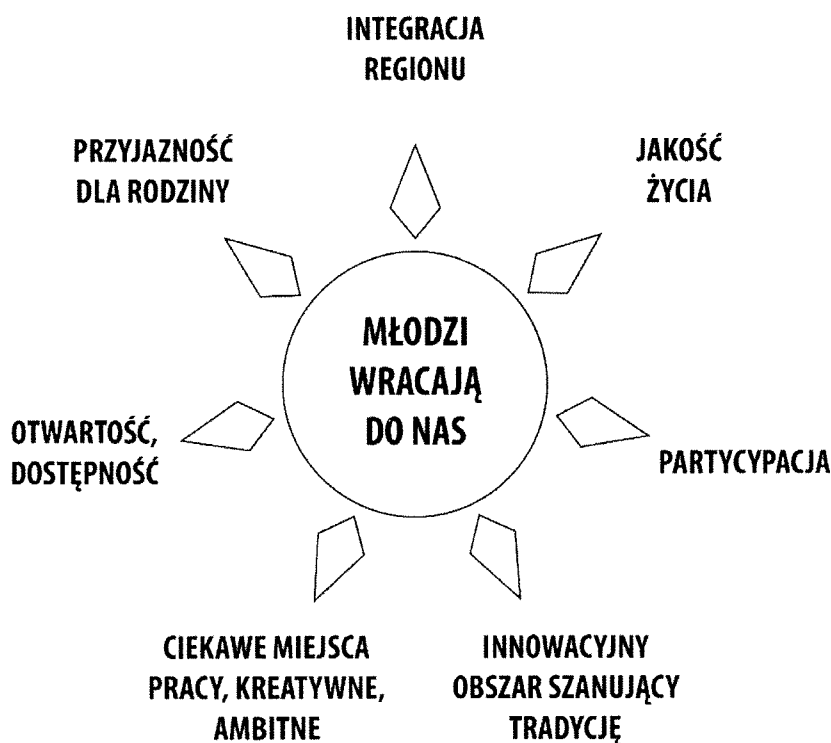 INTEGRACJA
REGIONU
PRZYJAZNOŚĆ
DLA RODZINY
JAKOŚĆ
ŻYCIA
MŁODZI
WRACAJĄ
DO NAS
OTWARTOŚĆ,
DOSTĘPNOŚĆ
PARTYCYPACJA
CIEKAWE MIEJSCA
PRACY, KREATYWNE,
AMBITNE
INNOWACYJNY
OBSZAR SZANUJĄCY
TRADYCJĘ